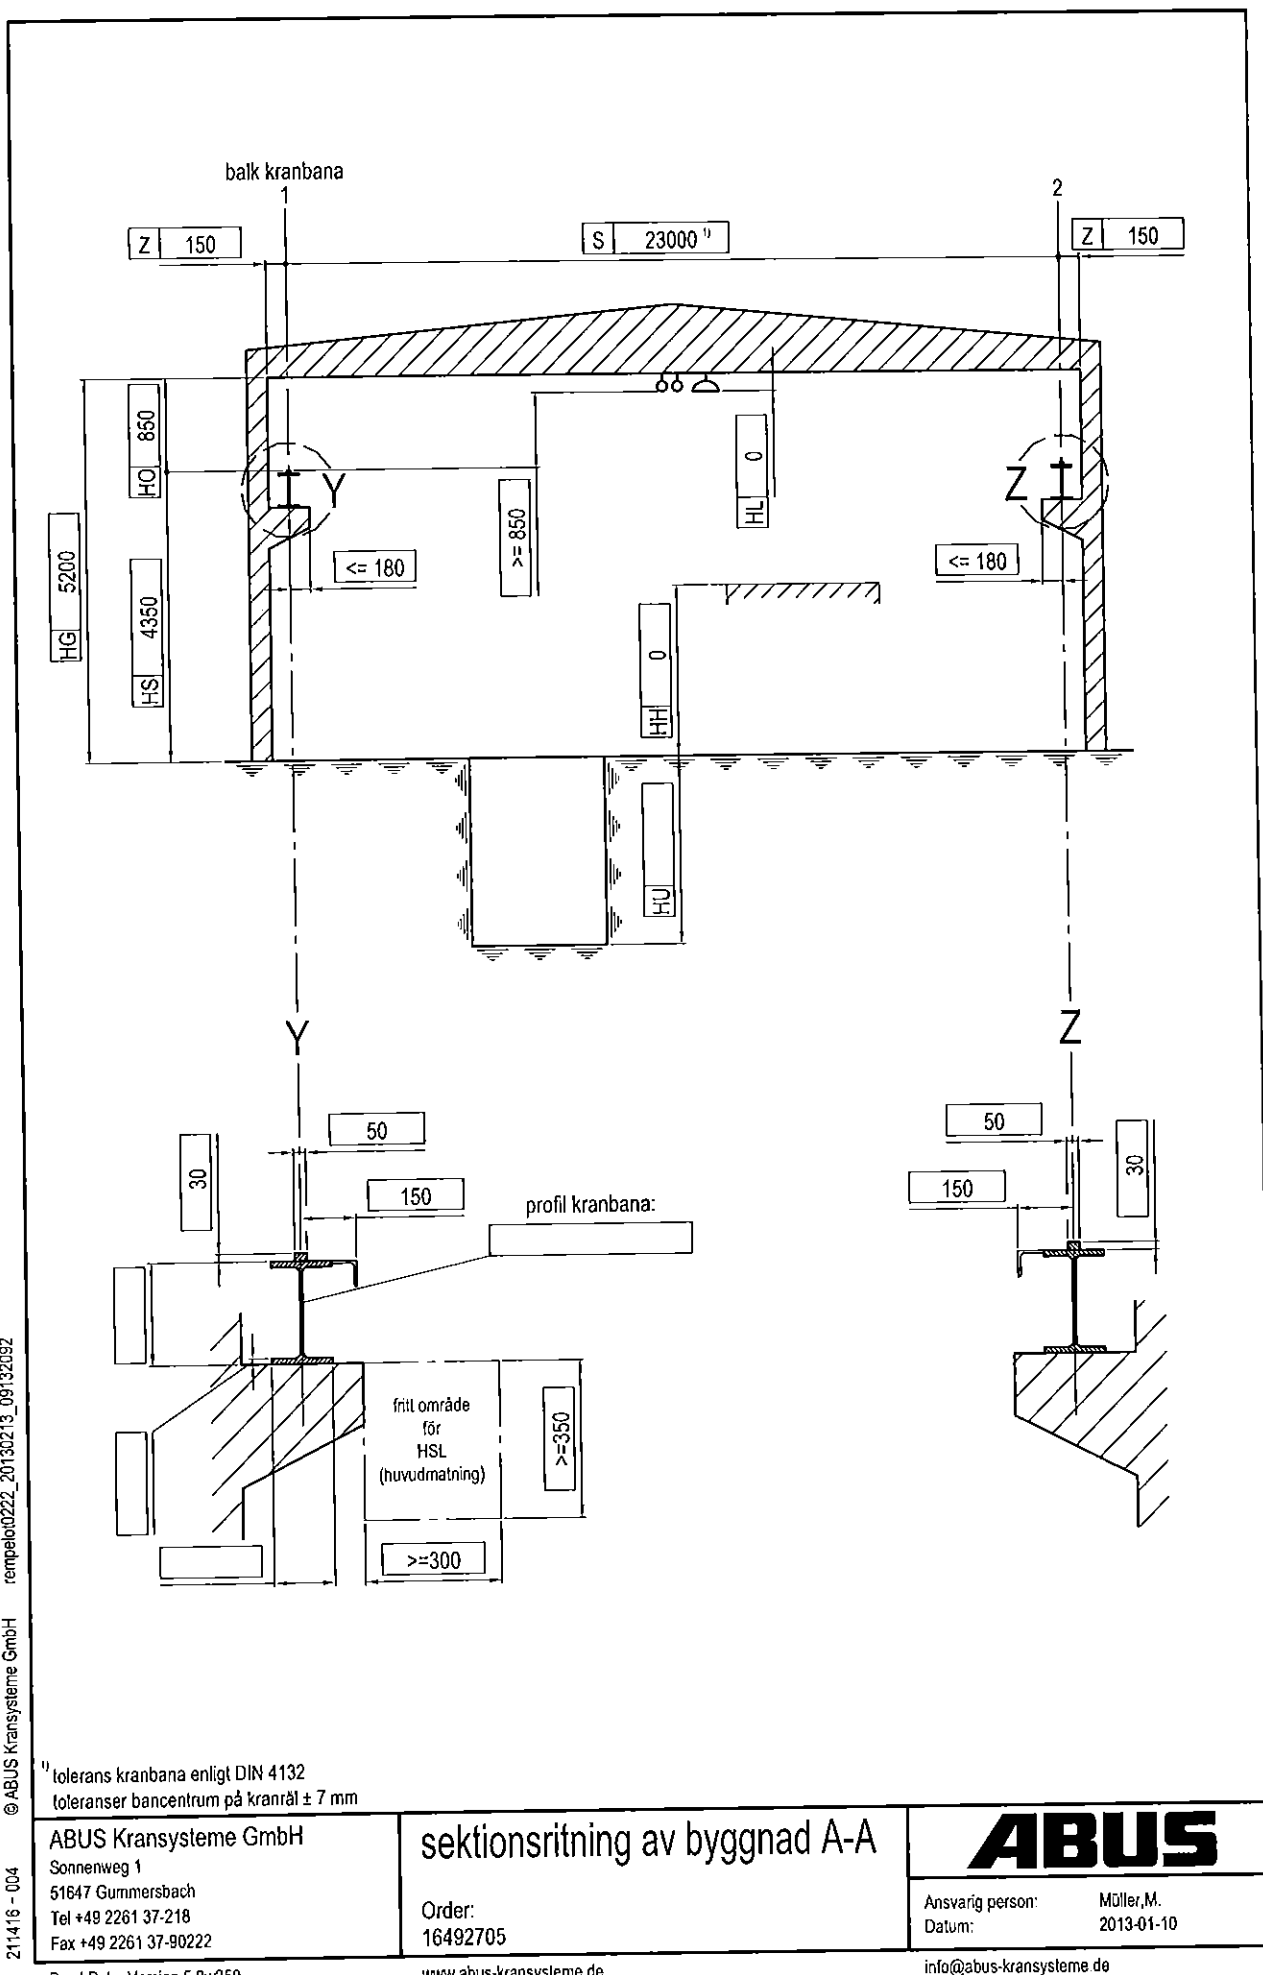 balk kranbana
1
2
Z 150
S 23000 ¹⁾
Z 150
HO 850
HG 5200
HS 4350
Y
Z
>= 850
HL 0
<= 180
<= 180
HH 0
HU
Y
Z
50
30
150
profil kranbana:
50
150
30
fritt område
för
HSL
(huvudmatning)
>=350
>=300
¹⁾ tolerans kranbana enligt DIN 4132
toleranser bancentrum på kranräl ± 7 mm
ABUS Kransysteme GmbH
Sonnenweg 1
51647 Gummersbach
Tel +49 2261 37-218
Fax +49 2261 37-90222
sektionsritning av byggnad A-A
Order:
16492705
ABUS
Ansvarig person: Müller,M.
Datum: 2013-01-10
www.abus-kransysteme.de
info@abus-kransysteme.de
211416 - 004 © ABUS Kransysteme GmbH rempelot0222_20130213_09132092